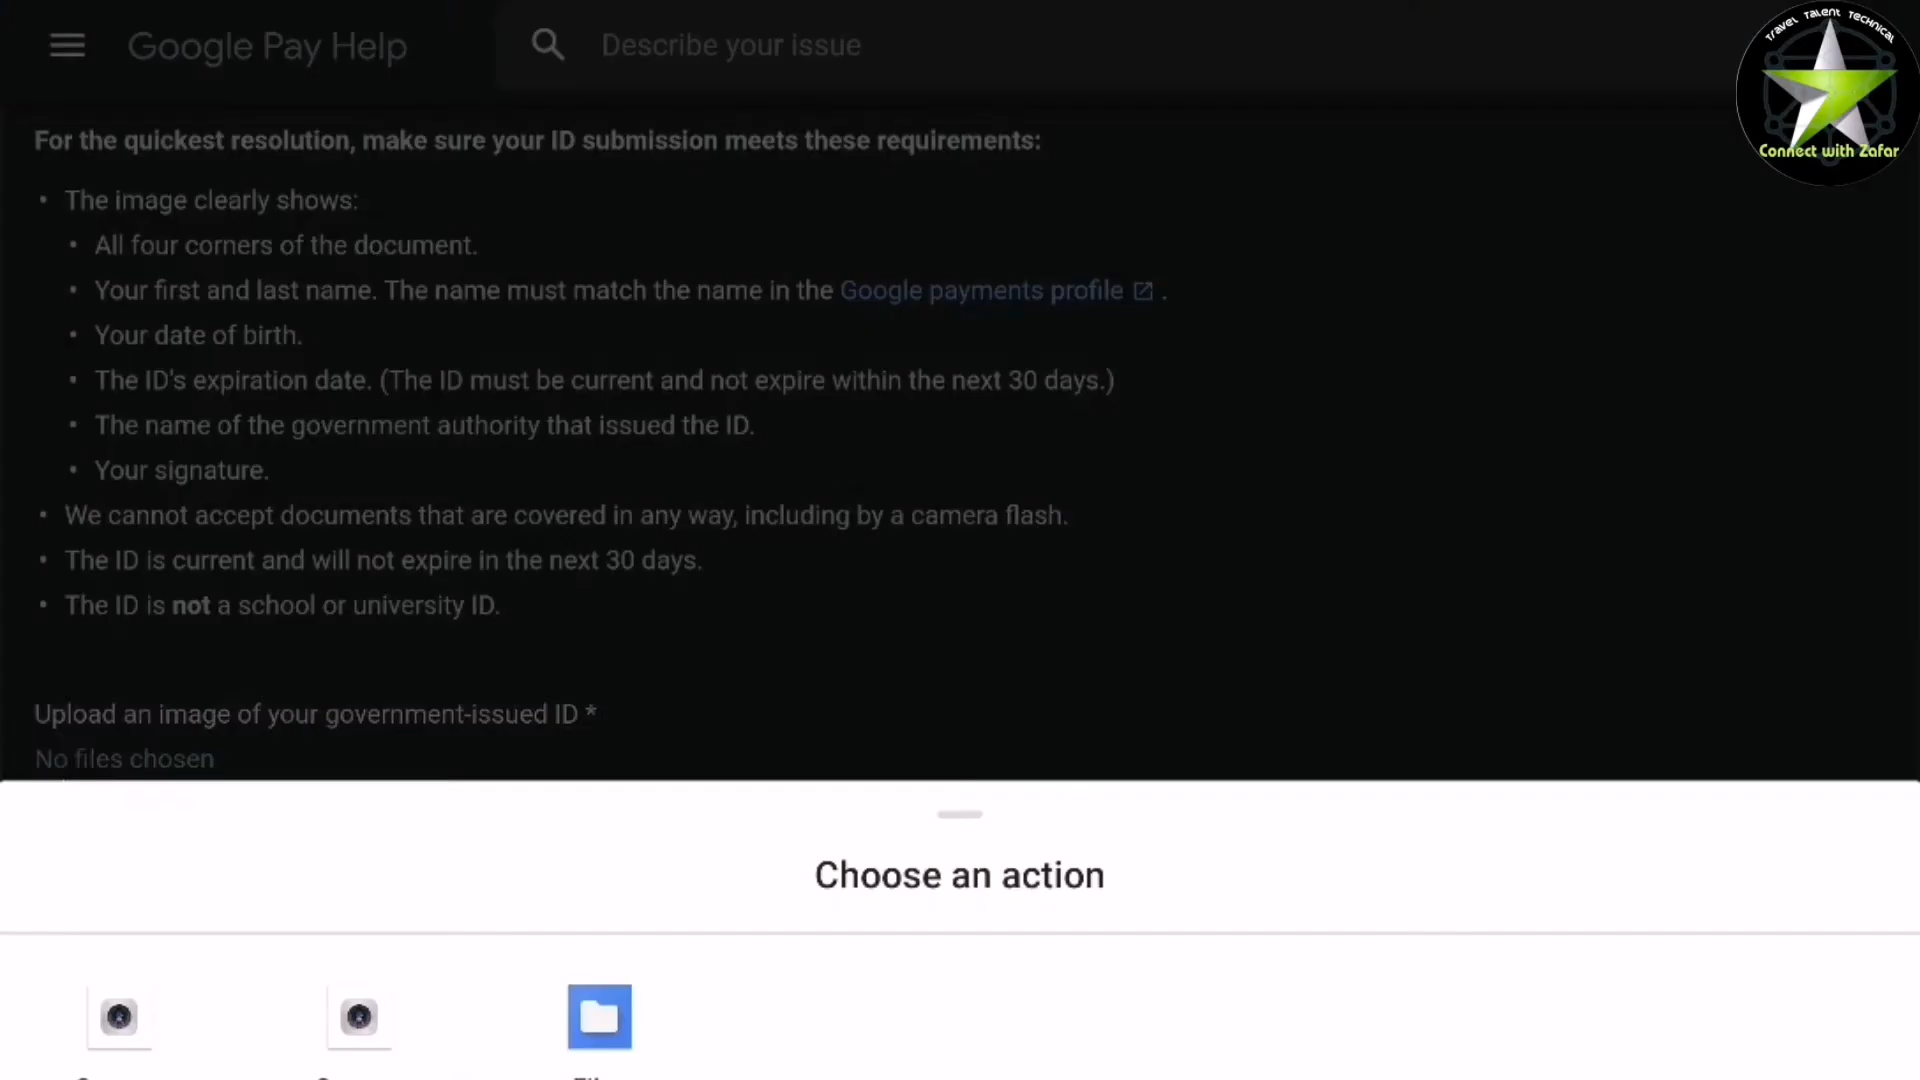 Google Pay Help
Describe your issue
Travel Talent Technical
Connect with Zafar
For the quickest resolution, make sure your ID submission meets these requirements:
• The image clearly shows:
• All four corners of the document.
• Your first and last name. The name must match the name in the Google payments profile .
• Your date of birth.
• The ID's expiration date. (The ID must be current and not expire within the next 30 days.)
• The name of the government authority that issued the ID.
• Your signature.
• We cannot accept documents that are covered in any way, including by a camera flash.
• The ID is current and will not expire in the next 30 days.
• The ID is not a school or university ID.
Upload an image of your government-issued ID *
No files chosen
Choose an action